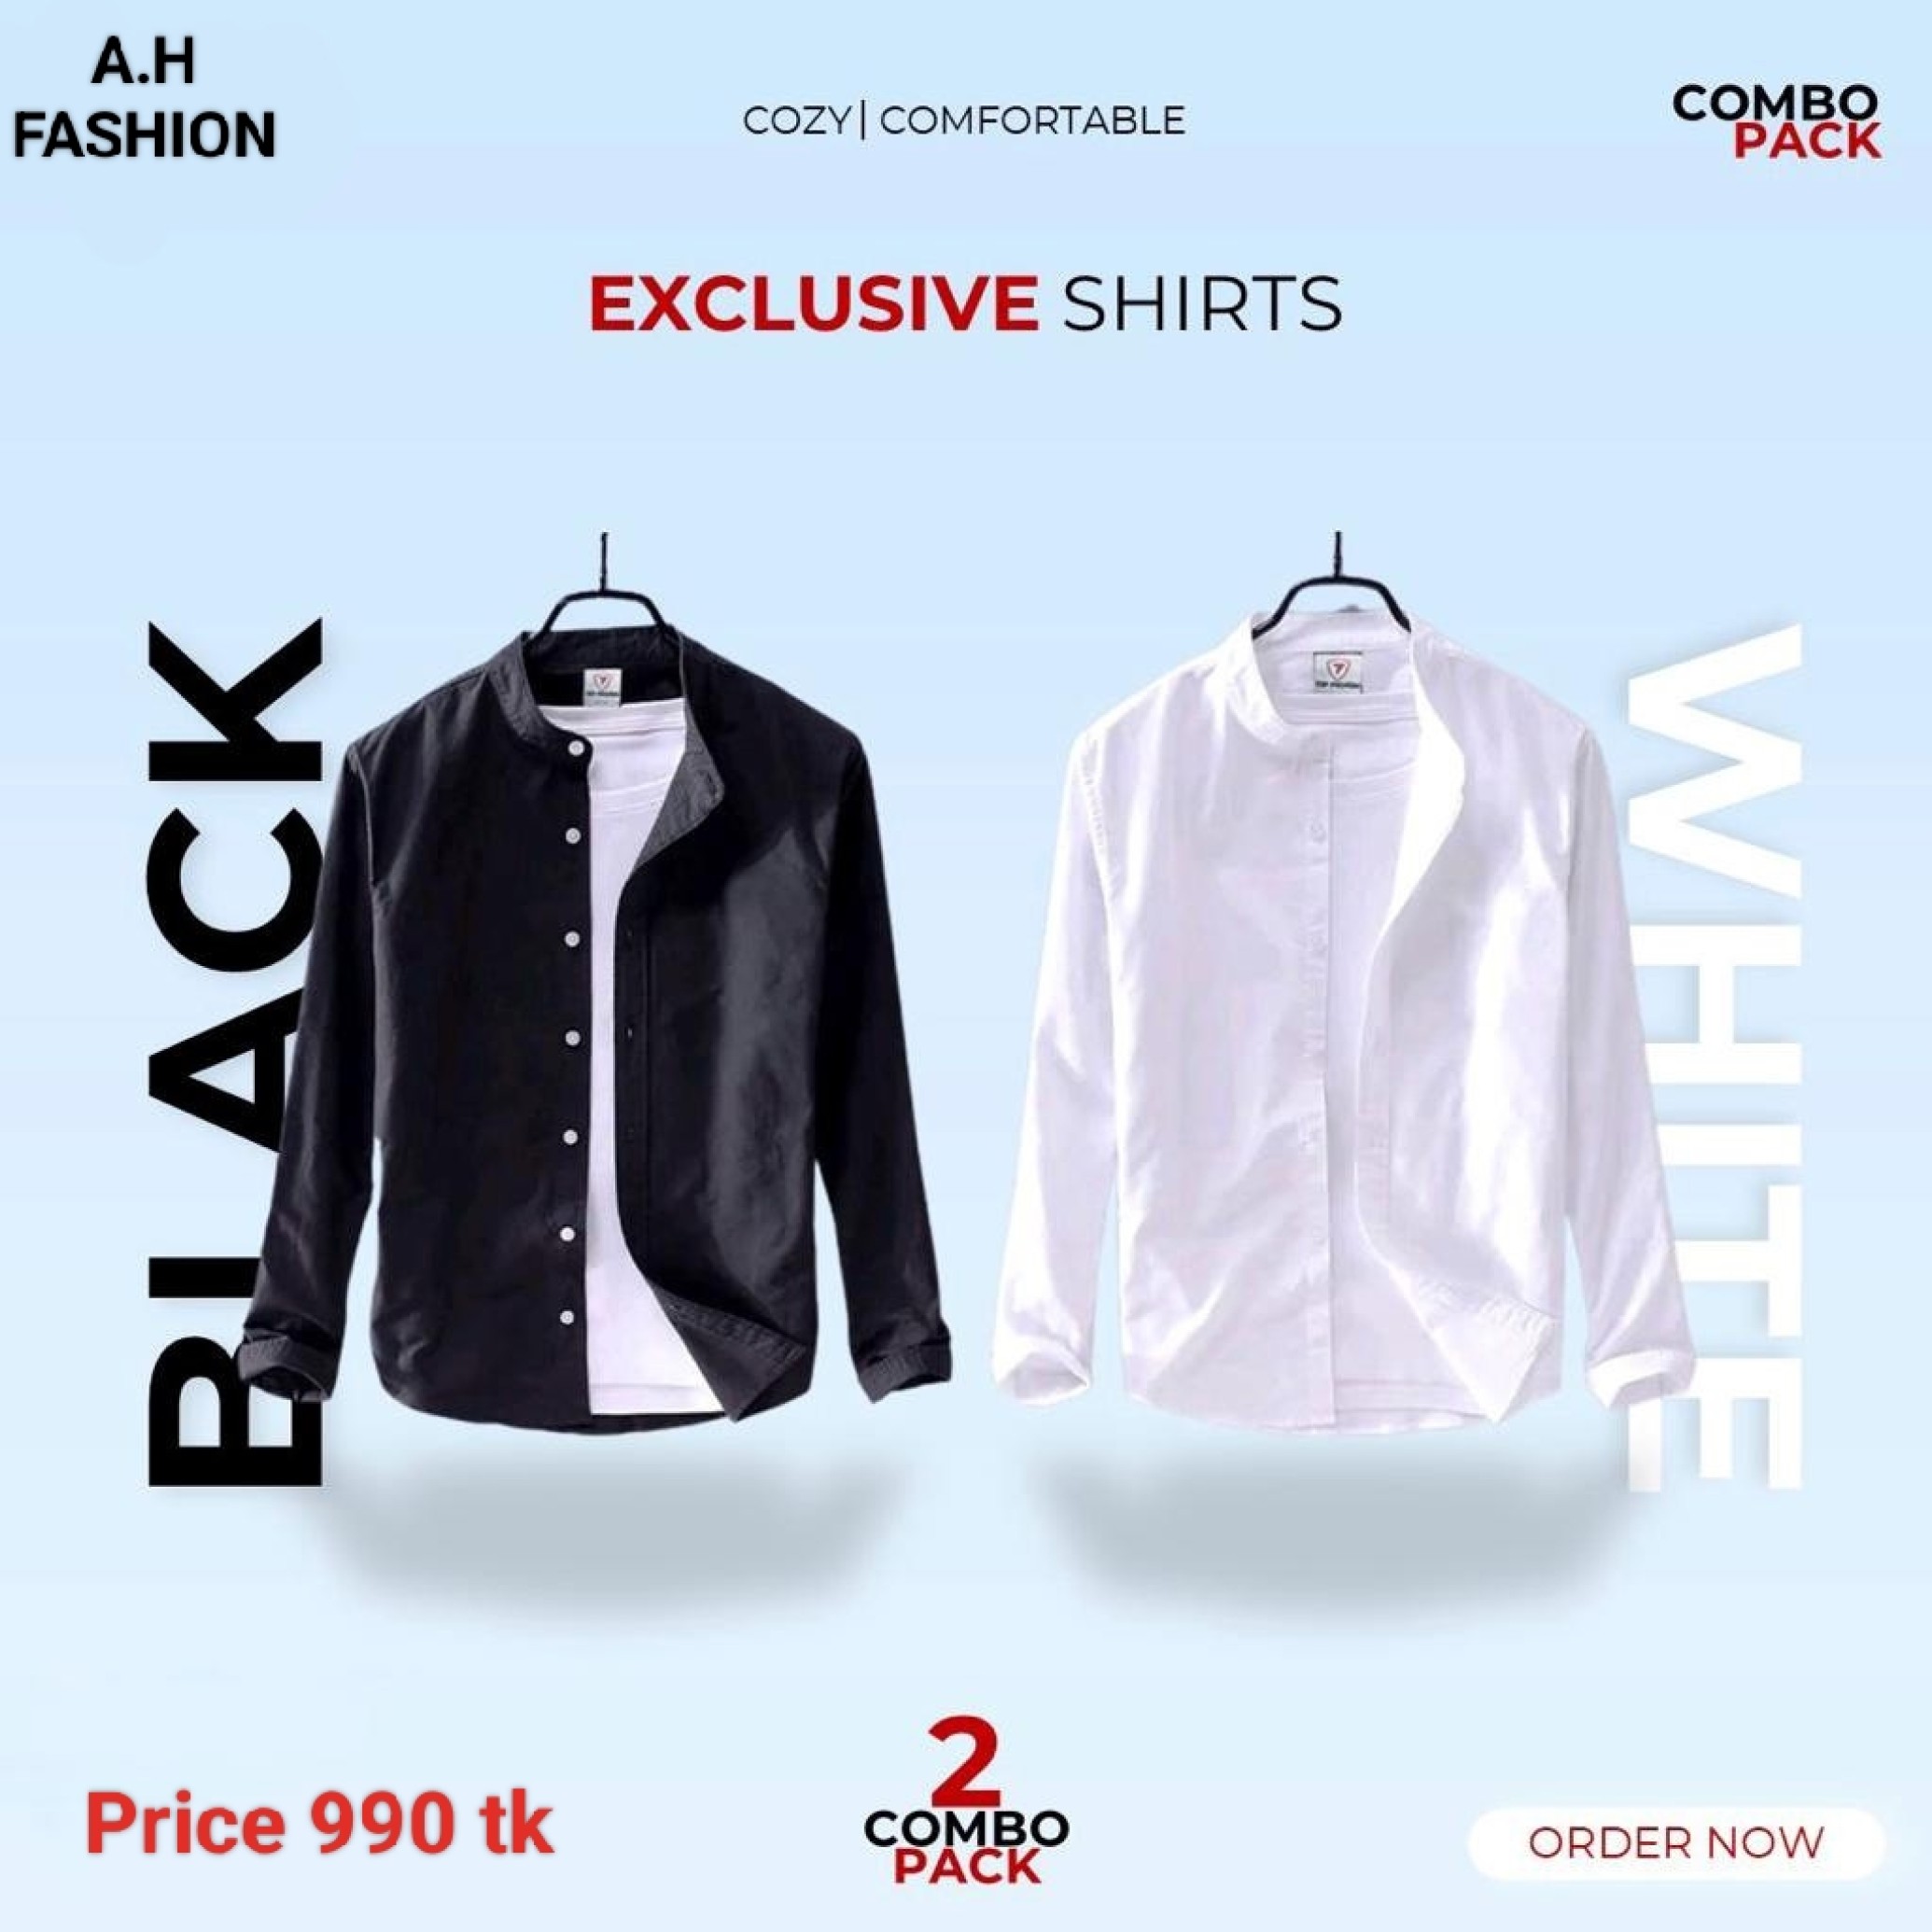 A.H
FASHION
COZY| COMFORTABLE
COMBO
PACK
EXCLUSIVE SHIRTS
BLACK
WHITE
Price 990 tk
2
COMBO
PACK
ORDER NOW